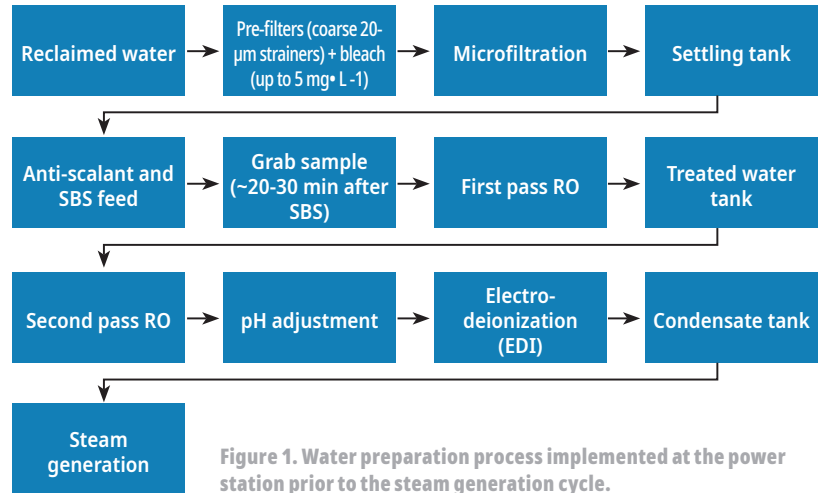 Reclaimed water
Pre-filters (coarse 20-
µm strainers) + bleach
(up to 5 mg• L -1)
Microfiltration
Settling tank
Anti-scalant and
SBS feed
Grab sample
(~20-30 min after
SBS)
First pass RO
Treated water
tank
Second pass RO
pH adjustment
Electro-
deionization
(EDI)
Condensate tank
Steam
generation
Figure 1. Water preparation process implemented at the power
station prior to the steam generation cycle.